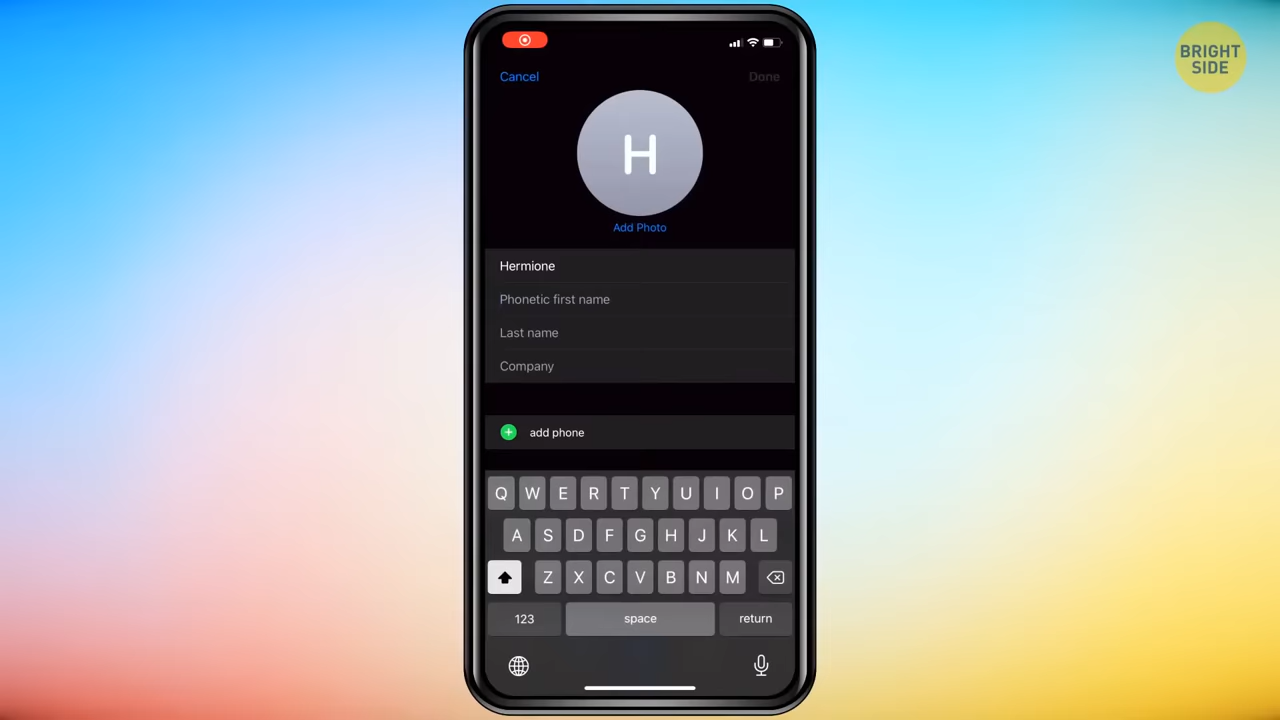 BRIGHT
SIDE
Cancel
Done
H
Add Photo
Hermione
Phonetic first name
Last name
Company
add phone
Q W E R T Y U I O P
A S D F G H J K L
Z X C V B N M
123 space return